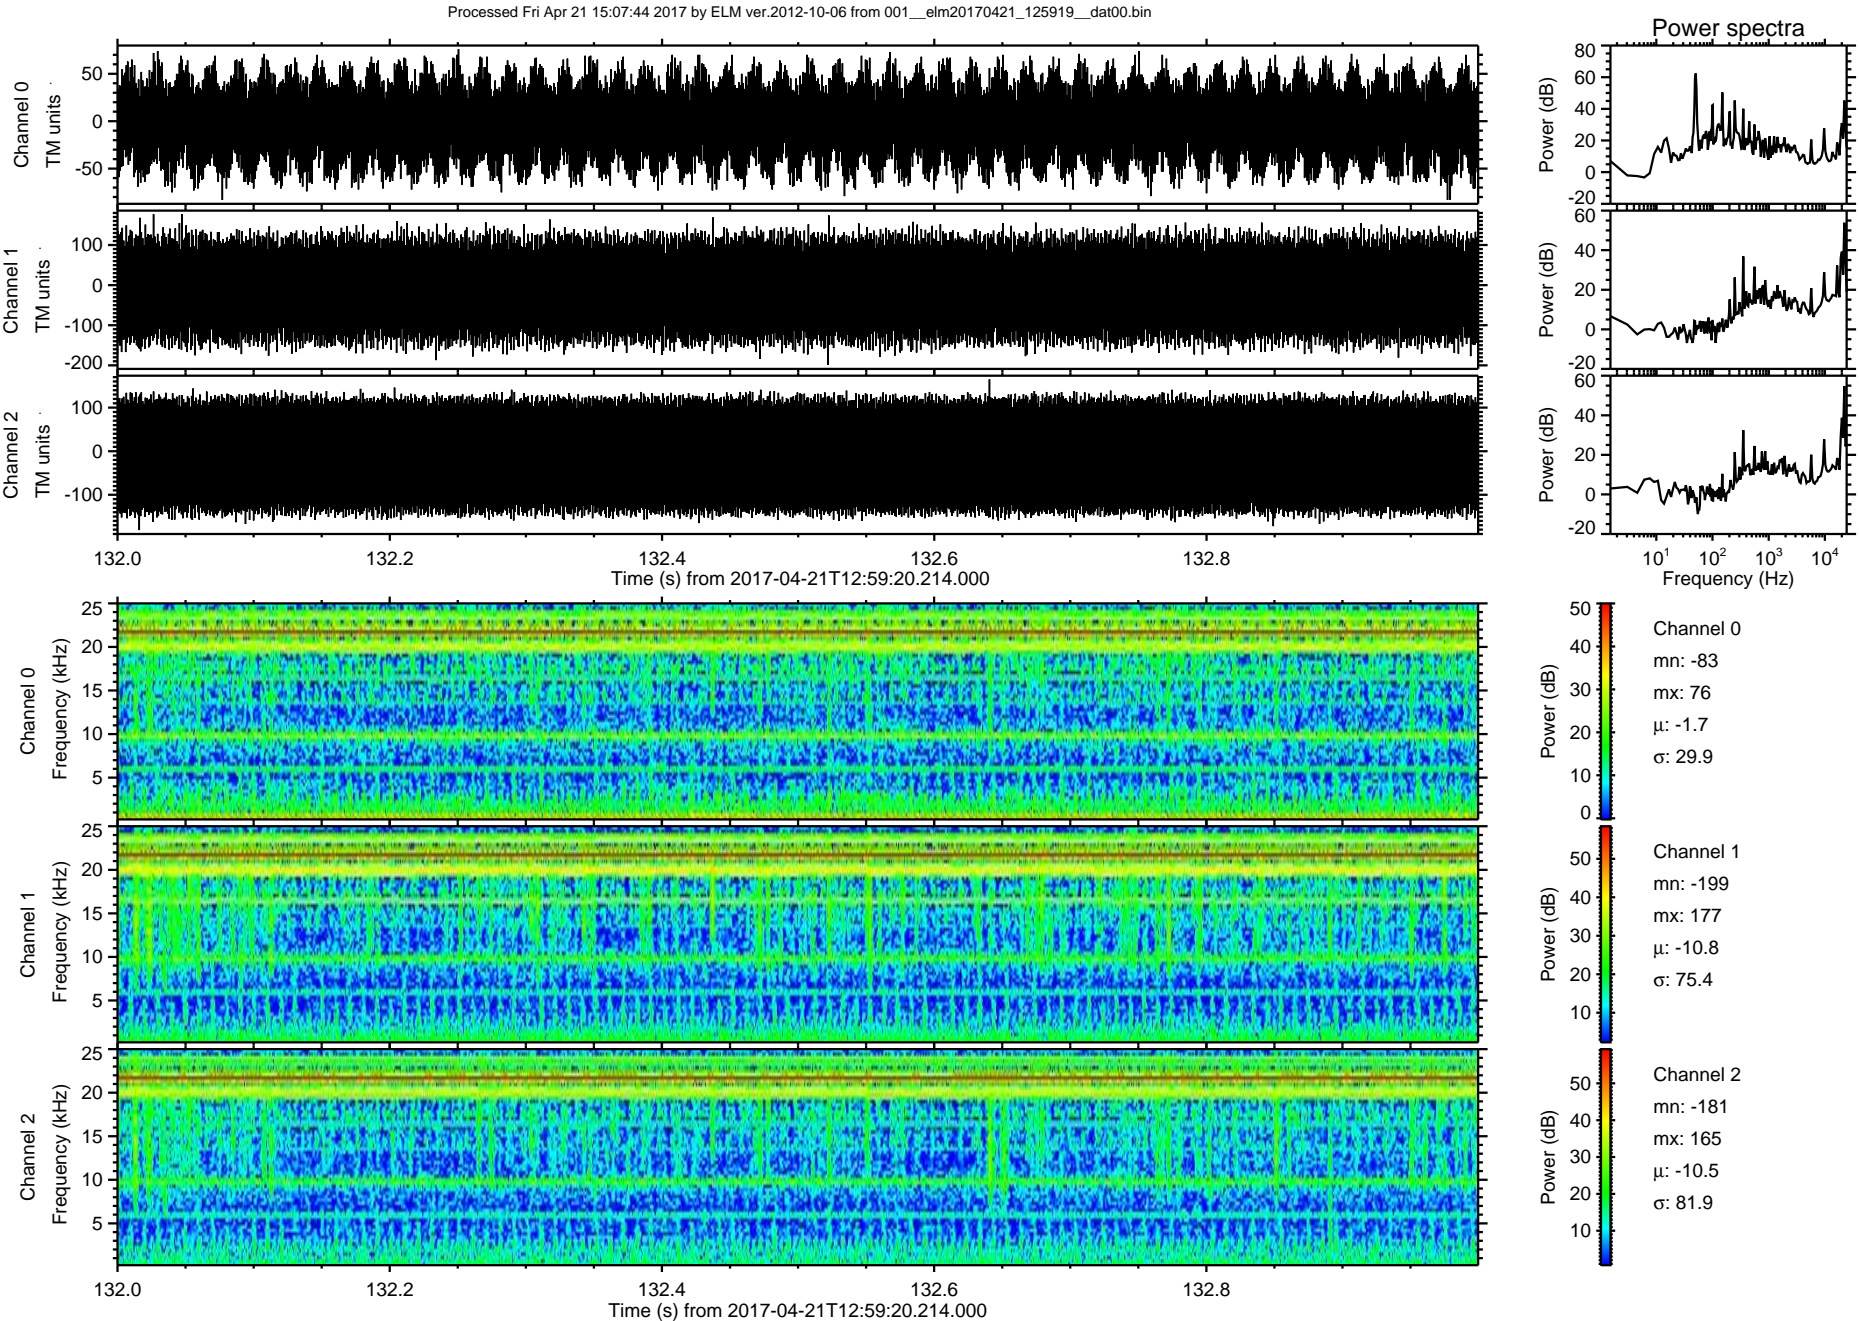 Processed Fri Apr 21 15:07:44 2017 by ELM ver.2012-10-06 from 001__elm20170421_125919__dat00.bin
Power spectra
Channel 0
TM units
50
0
-50
Power (dB)
80
60
40
20
0
-20
Channel 1
TM units
100
0
-100
-200
Power (dB)
60
40
20
0
-20
Channel 2
TM units
100
0
-100
Power (dB)
60
40
20
0
-20
132.0 132.2 132.4 132.6 132.8
Time (s) from 2017-04-21T12:59:20.214.000
10^1 10^2 10^3 10^4
Frequency (Hz)
Channel 0
Frequency (kHz)
25
20
15
10
5
Power (dB)
50
40
30
20
10
0
Channel 0
mn: -83
mx: 76
μ: -1.7
σ: 29.9
Channel 1
Frequency (kHz)
25
20
15
10
5
Power (dB)
50
40
30
20
10
Channel 1
mn: -199
mx: 177
μ: -10.8
σ: 75.4
Channel 2
Frequency (kHz)
25
20
15
10
5
Power (dB)
50
40
30
20
10
Channel 2
mn: -181
mx: 165
μ: -10.5
σ: 81.9
132.0 132.2 132.4 132.6 132.8
Time (s) from 2017-04-21T12:59:20.214.000